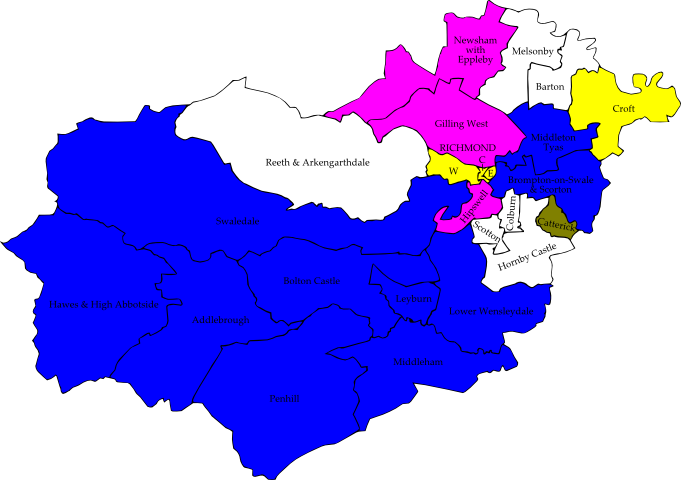 Newsham
with
Eppleby
Melsonby
Barton
Croft
Gilling West
Middleton
Tyas
RICHMOND
C
W
E
Reeth & Arkengarthdale
Brompton-on-Swale
& Scorton
Hipswell
Colburn
Scotton
Catterick
Swaledale
Hornby Castle
Bolton Castle
Leyburn
Hawes & High Abbotside
Addlebrough
Lower Wensleydale
Middleham
Penhill